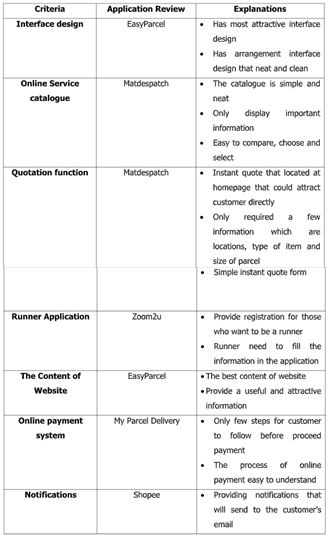 Criteria Application Review Explanations
Interface design EasyParcel • Has most attractive interface
design
• Has arrangement interface
design that neat and clean
Online Service Matdespatch • The catalogue is simple and
catalogue neat
• Only display important
information
• Easy to compare, choose and
select
Quotation function Matdespatch • Instant quote that located at
homepage that could attract
customer directly
• Only required a few
information which are
locations, type of item and
size of parcel
• Simple instant quote form
Runner Application Zoom2u • Provide registration for those
who want to be a runner
• Runner need to fill the
information in the application
The Content of EasyParcel • The best content of website
Website • Provide a useful and attractive
information
Online payment My Parcel Delivery • Only few steps for customer
system to follow before proceed
payment
• The process of online
payment easy to understand
Notifications Shopee • Providing notifications that
will send to the customer's
email